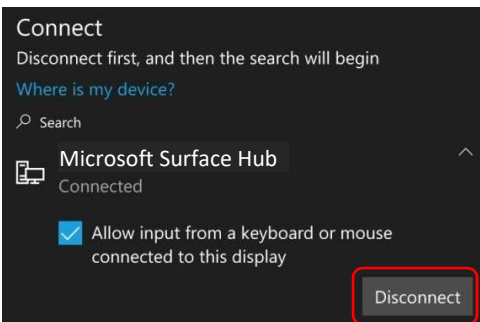 Connect
Disconnect first, and then the search will begin
Where is my device?
Search
Microsoft Surface Hub
Connected
Allow input from a keyboard or mouse
connected to this display
Disconnect